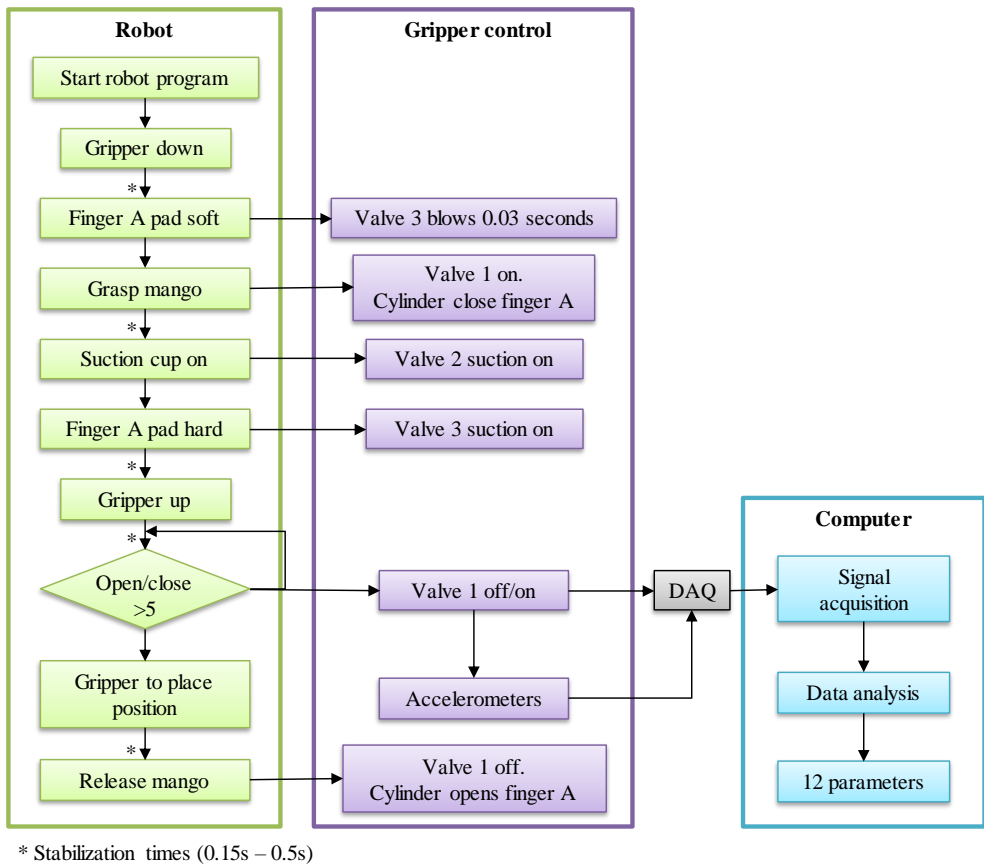 Robot
Start robot program
Gripper down
*
Finger A pad soft
Grasp mango
*
Suction cup on
Finger A pad hard
*
Gripper up
*
Open/close
>5
Gripper to place
position
*
Release mango
Gripper control
Valve 3 blows 0.03 seconds
Valve 1 on.
Cylinder close finger A
Valve 2 suction on
Valve 3 suction on
Valve 1 off/on
Accelerometers
Valve 1 off.
Cylinder opens finger A
DAQ
Computer
Signal
acquisition
Data analysis
12 parameters
* Stabilization times (0.15s – 0.5s)